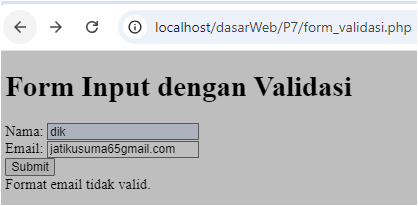 localhost/dasarWeb/P7/form_validasi.php
Form Input dengan Validasi
Nama: dik
Email: jatikusuma65gmail.com
Submit
Format email tidak valid.